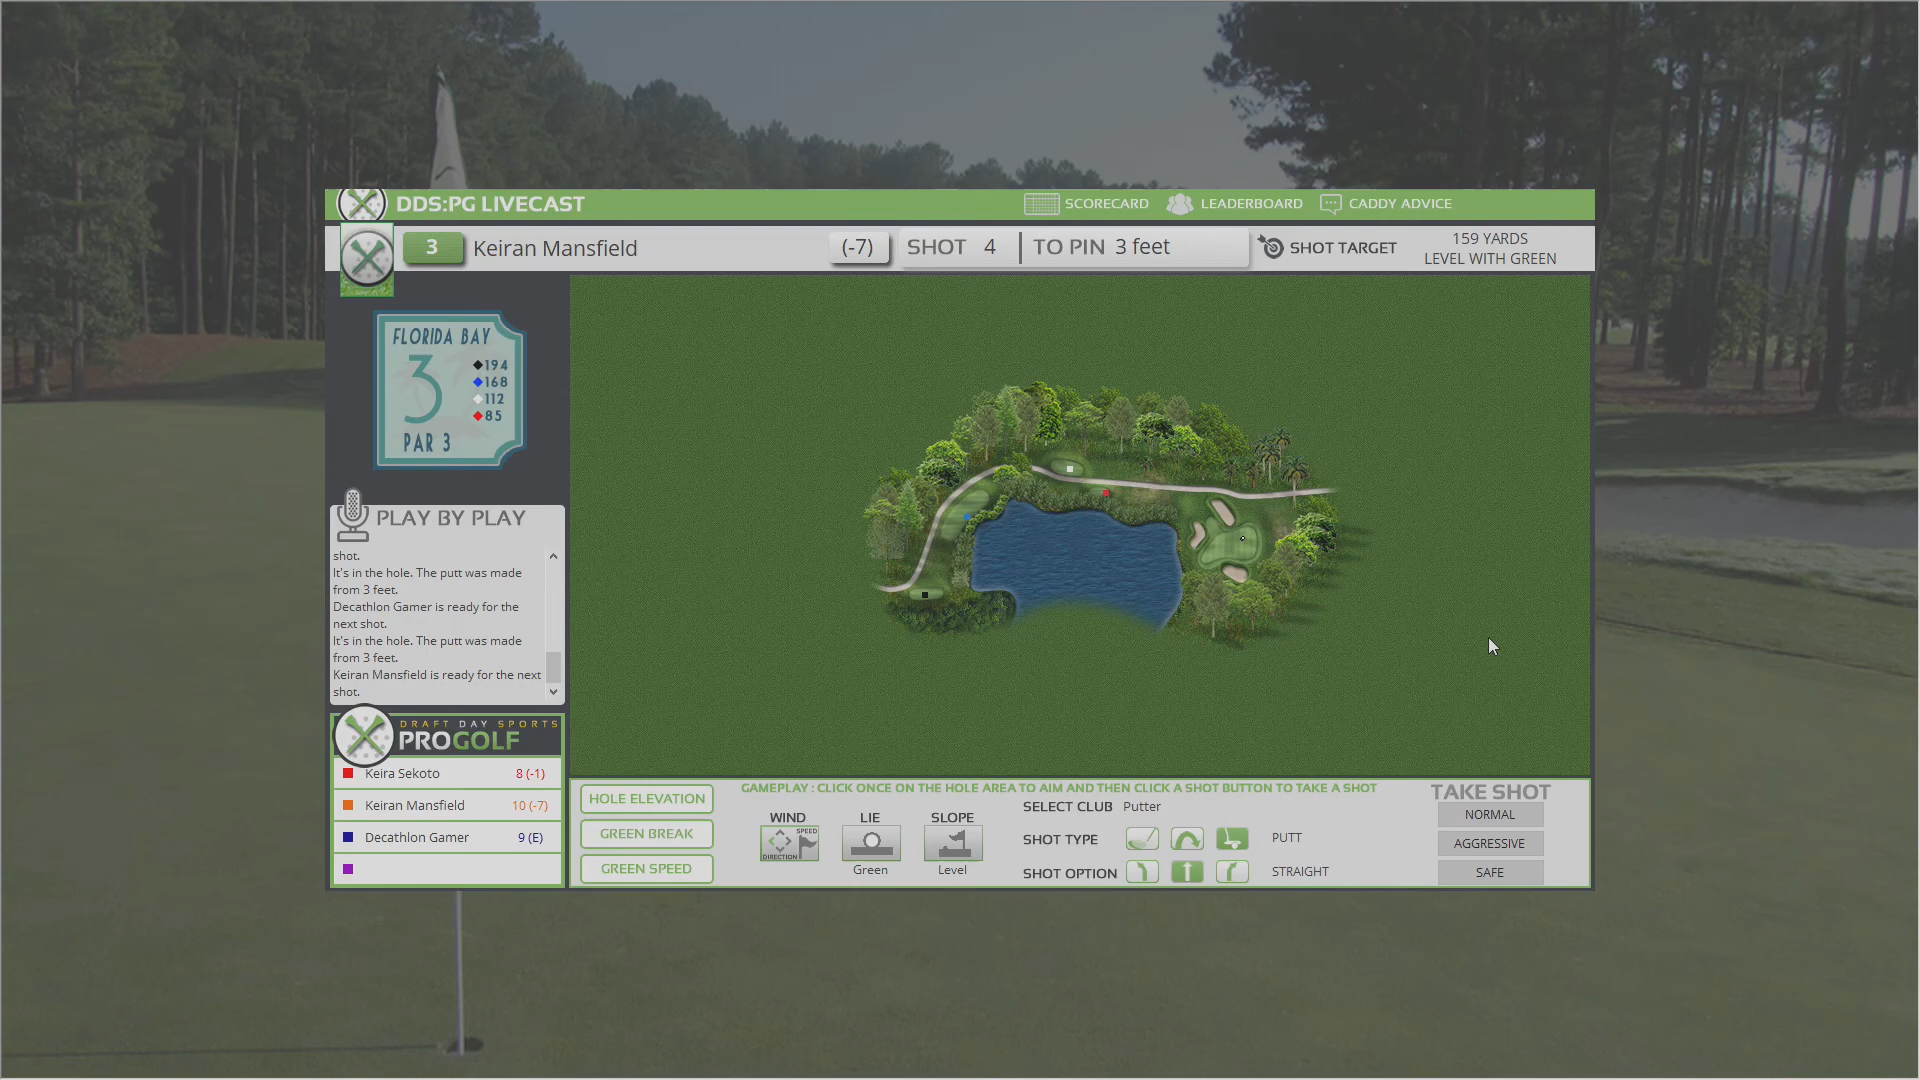 DDS:PG LIVECAST
SCORECARD
LEADERBOARD
CADDY ADVICE
3
Keiran Mansfield
(-7)
SHOT 4
TO PIN 3 feet
SHOT TARGET
159 YARDS
LEVEL WITH GREEN
FLORIDA BAY
3
194
168
112
85
PAR 3
PLAY BY PLAY
shot.
It's in the hole. The putt was made
from 3 feet.
Decathlon Gamer is ready for the
next shot.
It's in the hole. The putt was made
from 3 feet.
Keiran Mansfield is ready for the next
shot.
DRAFT DAY SPORTS
PROGOLF
Keira Sekoto 8 (-1)
Keiran Mansfield 10 (-7)
Decathlon Gamer 9 (E)
HOLE ELEVATION
GREEN BREAK
GREEN SPEED
GAMEPLAY : CLICK ONCE ON THE HOLE AREA TO AIM AND THEN CLICK A SHOT BUTTON TO TAKE A SHOT
WIND
SPEED
DIRECTION
LIE
Green
SLOPE
Level
SELECT CLUB Putter
SHOT TYPE
PUTT
SHOT OPTION
STRAIGHT
TAKE SHOT
NORMAL
AGGRESSIVE
SAFE